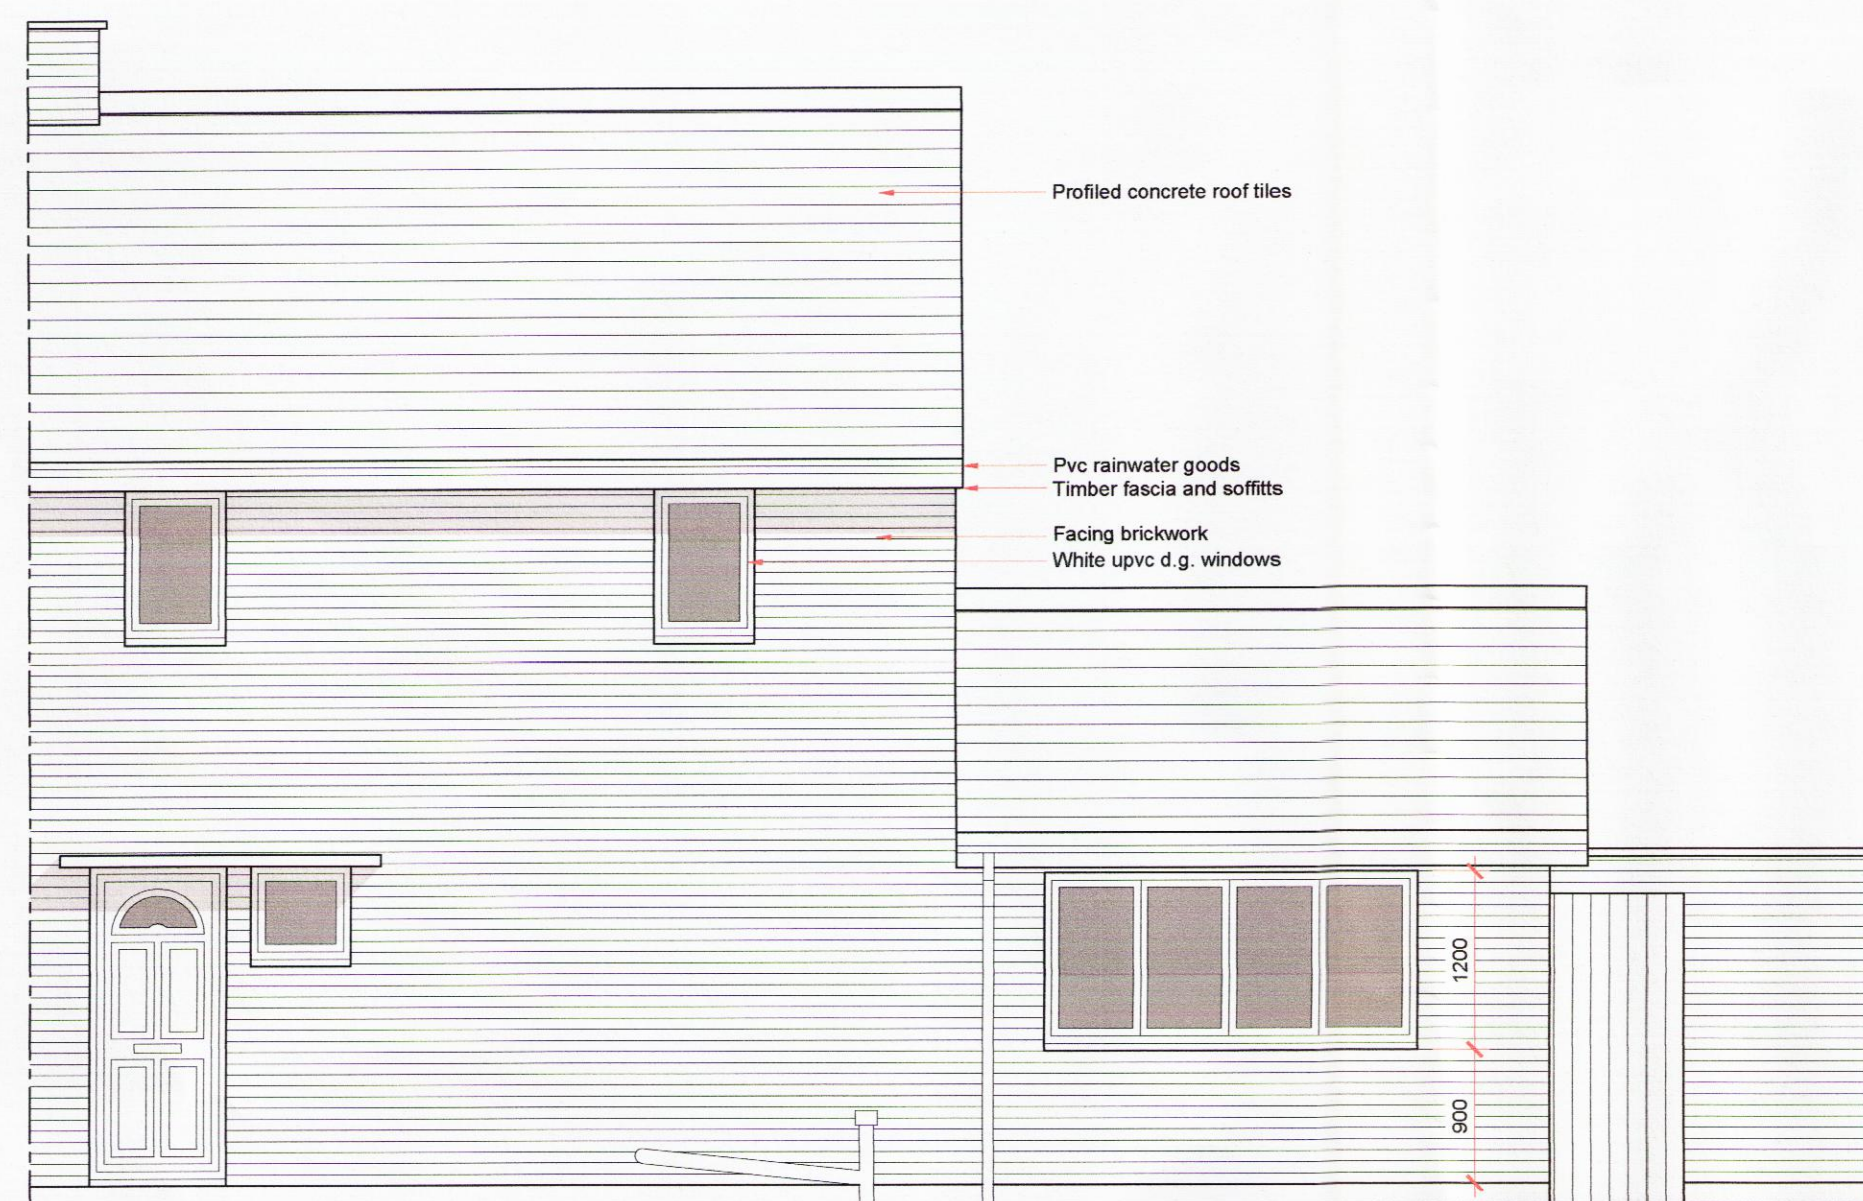 Profiled concrete roof tiles
Pvc rainwater goods
Timber fascia and soffitts
Facing brickwork
White upvc d.g. windows
1200
900